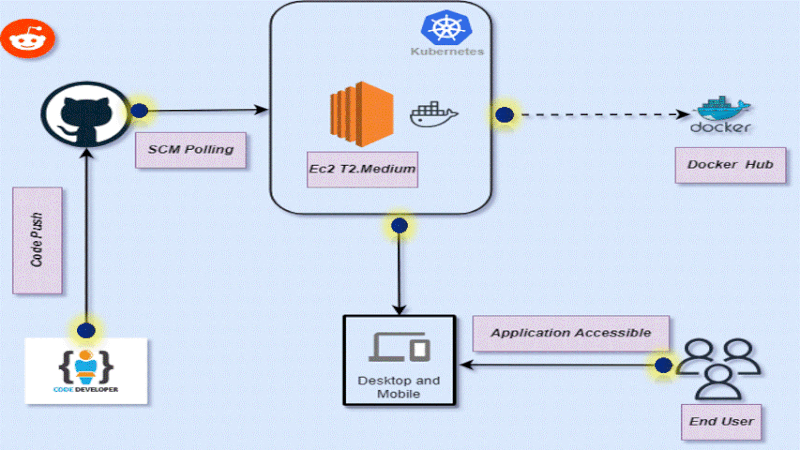 Kubernetes
SCM Polling
Ec2 T2.Medium
docker
Docker Hub
Code Push
{ }
CODE DEVELOPER
Desktop and
Mobile
Application Accessible
End User